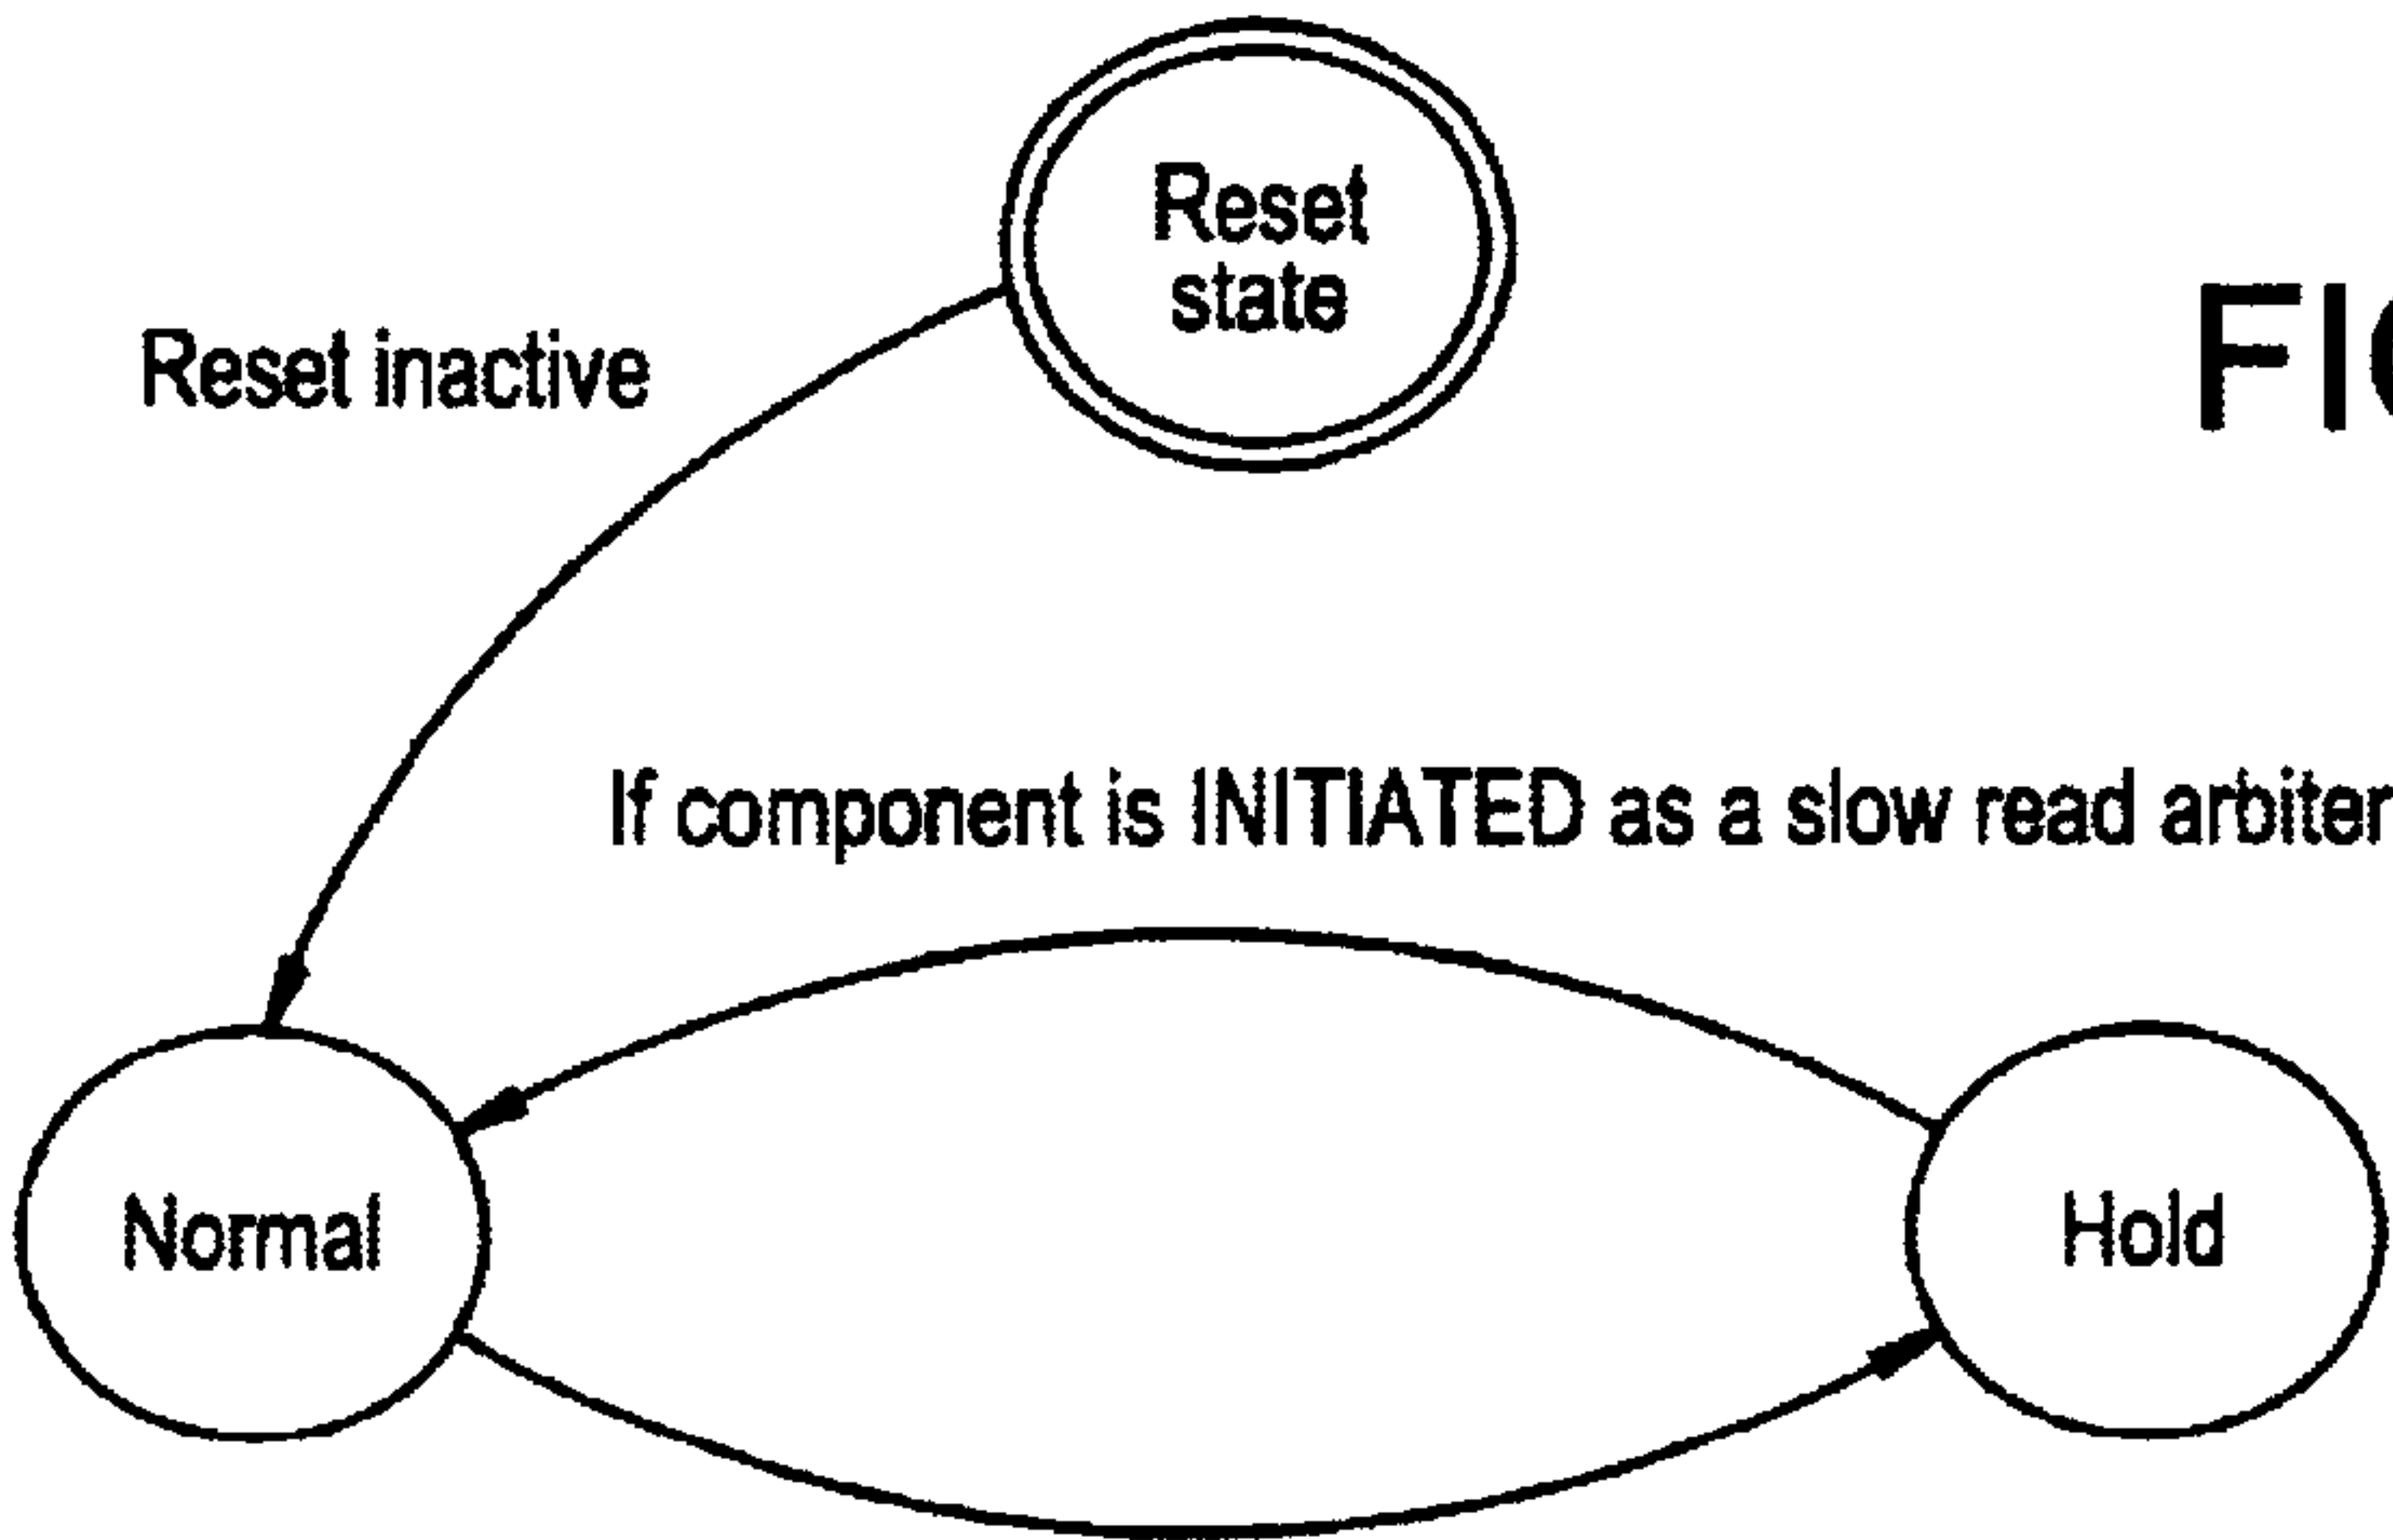 Reset
state
Reset inactive
If component is INITIATED as a slow read arbiter
Normal
Hold